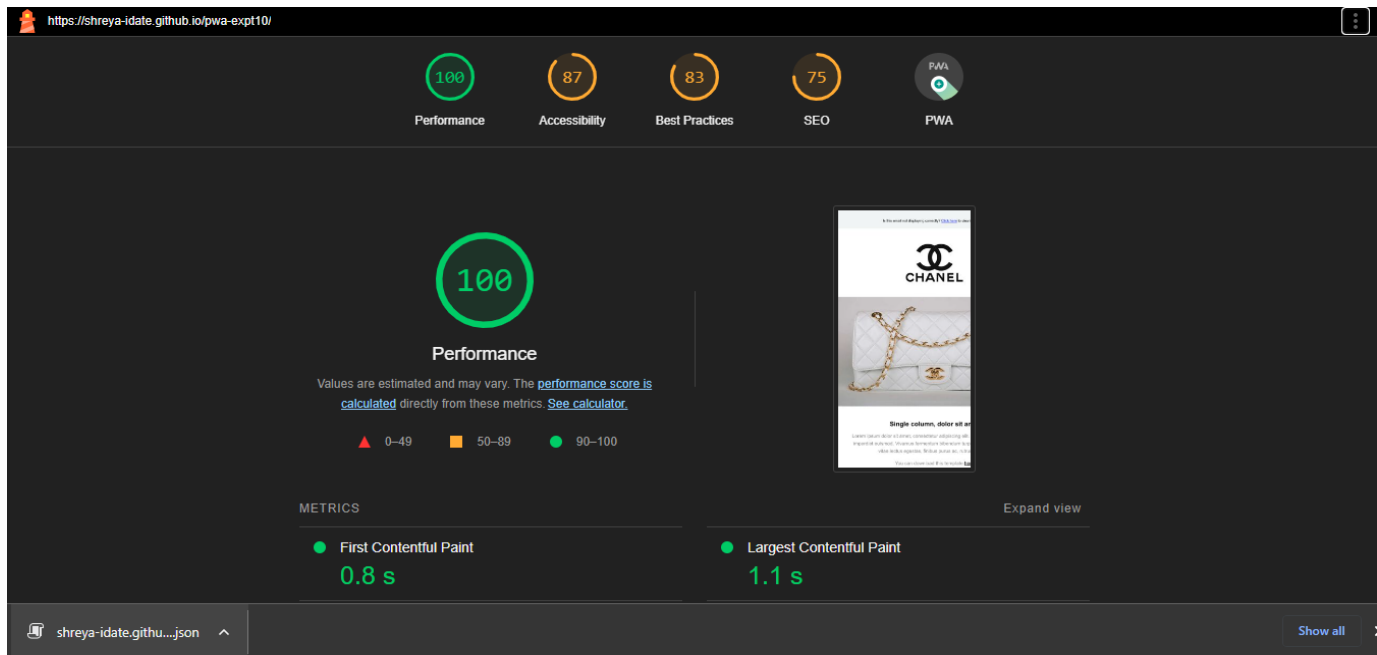 https://shreya-idate.github.io/pwa-expt10/
100 87 83 75 PWA
Performance Accessibility Best Practices SEO PWA
100
Performance
Values are estimated and may vary. The performance score is
calculated directly from these metrics. See calculator.
0–49 50–89 90–100
CHANEL
Single column, dolor sit am
METRICS Expand view
First Contentful Paint Largest Contentful Paint
0.8 s 1.1 s
shreya-idate.githu....json Show all